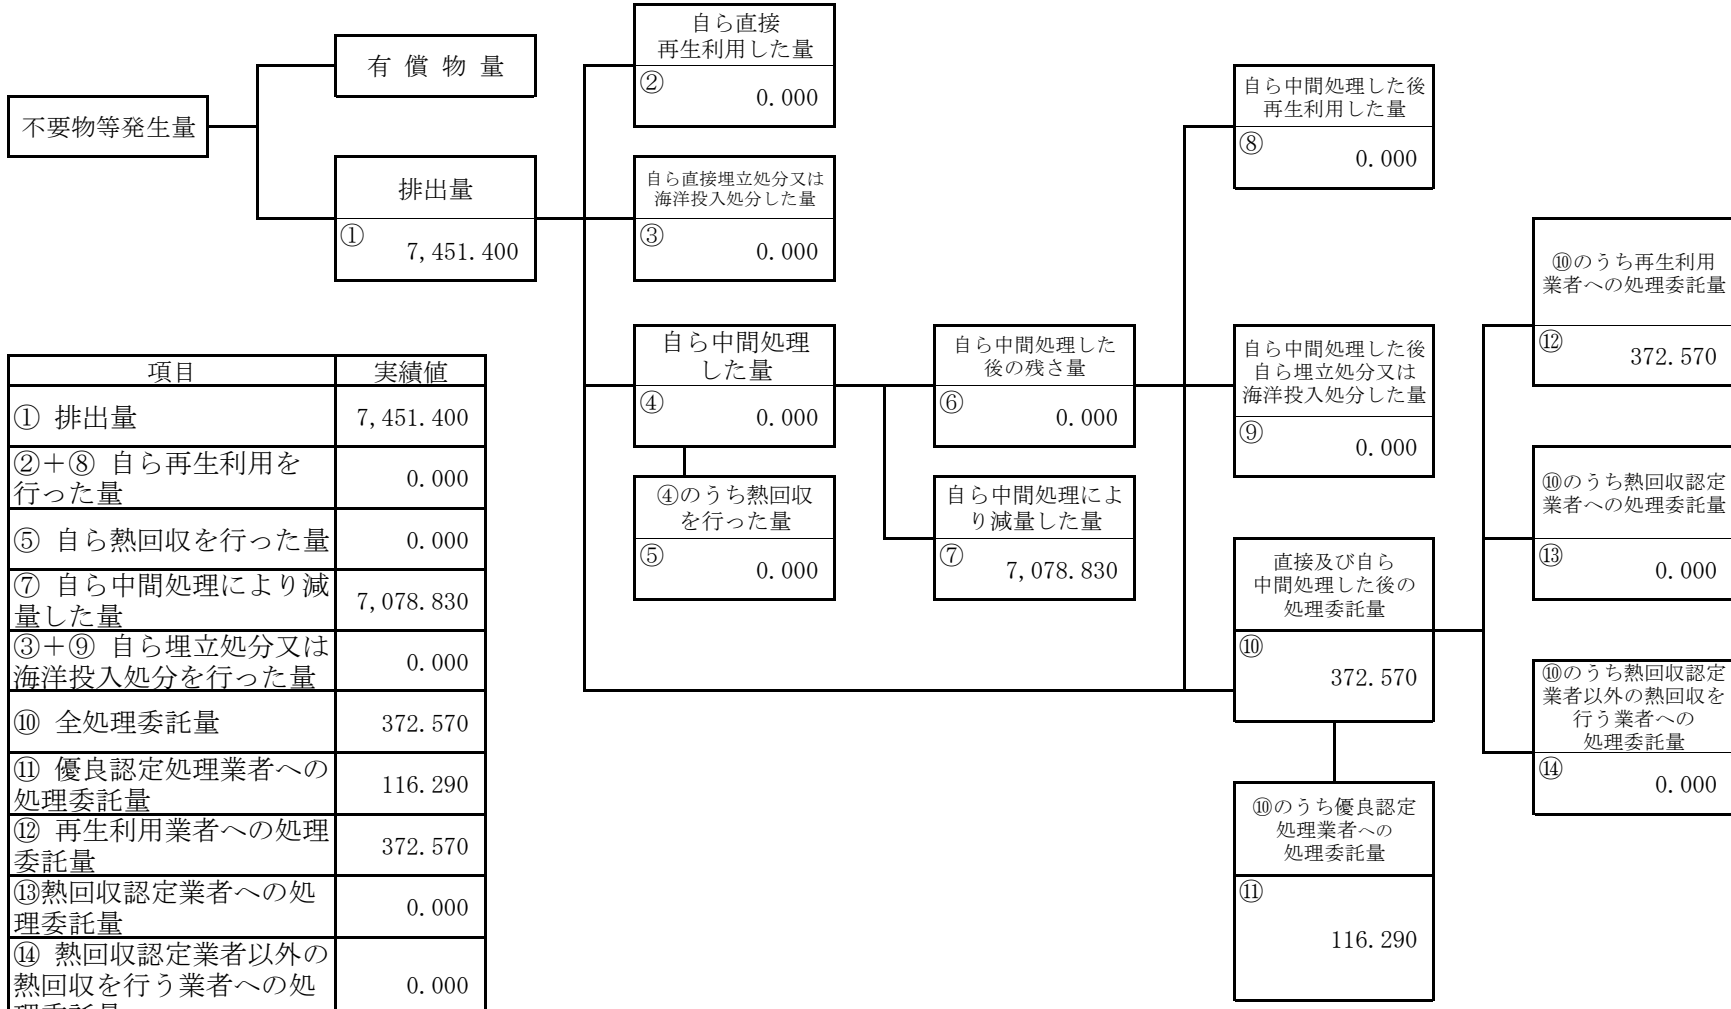 不要物等発生量
有償物量
排出量
①
7,451.400
自ら直接
再生利用した量
②
0.000
自ら直接埋立処分又は
海洋投入処分した量
③
0.000
自ら中間処理
した量
④
0.000
④のうち熱回収
を行った量
⑤
0.000
自ら中間処理した
後の残さ量
⑥
0.000
自ら中間処理によ
り減量した量
⑦
7,078.830
自ら中間処理した後
再生利用した量
⑧
0.000
自ら中間処理した後
自ら埋立処分又は
海洋投入処分した量
⑨
0.000
直接及び自ら
中間処理した後の
処理委託量
⑩
372.570
⑩のうち優良認定
処理業者への
処理委託量
⑪
116.290
⑩のうち再生利用
業者への処理委託量
⑫
372.570
⑩のうち熱回収認定
業者への処理委託量
⑬
0.000
⑩のうち熱回収認定
業者以外の熱回収を
行う業者への
処理委託量
⑭
0.000
項目 実績値
① 排出量 7,451.400
②＋⑧ 自ら再生利用を
行った量 0.000
⑤ 自ら熱回収を行った量 0.000
⑦ 自ら中間処理により減
量した量 7,078.830
③＋⑨ 自ら埋立処分又は
海洋投入処分を行った量 0.000
⑩ 全処理委託量 372.570
⑪ 優良認定処理業者への
処理委託量 116.290
⑫ 再生利用業者への処理
委託量 372.570
⑬熱回収認定業者への処
理委託量 0.000
⑭ 熱回収認定業者以外の
熱回収を行う業者への処 0.000